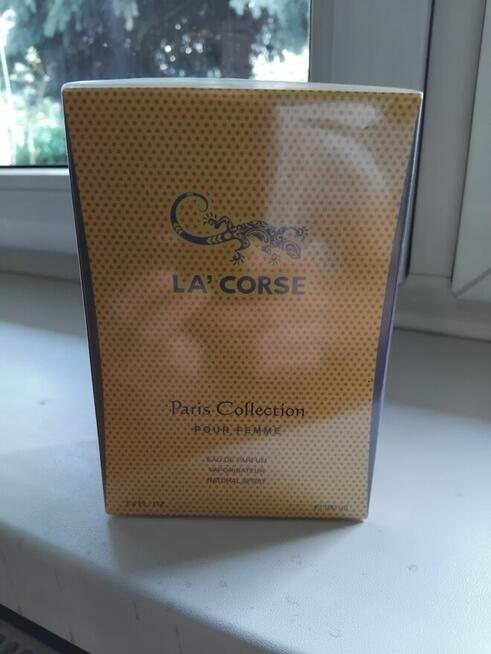 LA' CORSE
Paris Collection
POUR FEMME
EAU DE PARFUM
VAPORISATEUR
NATURAL SPRAY